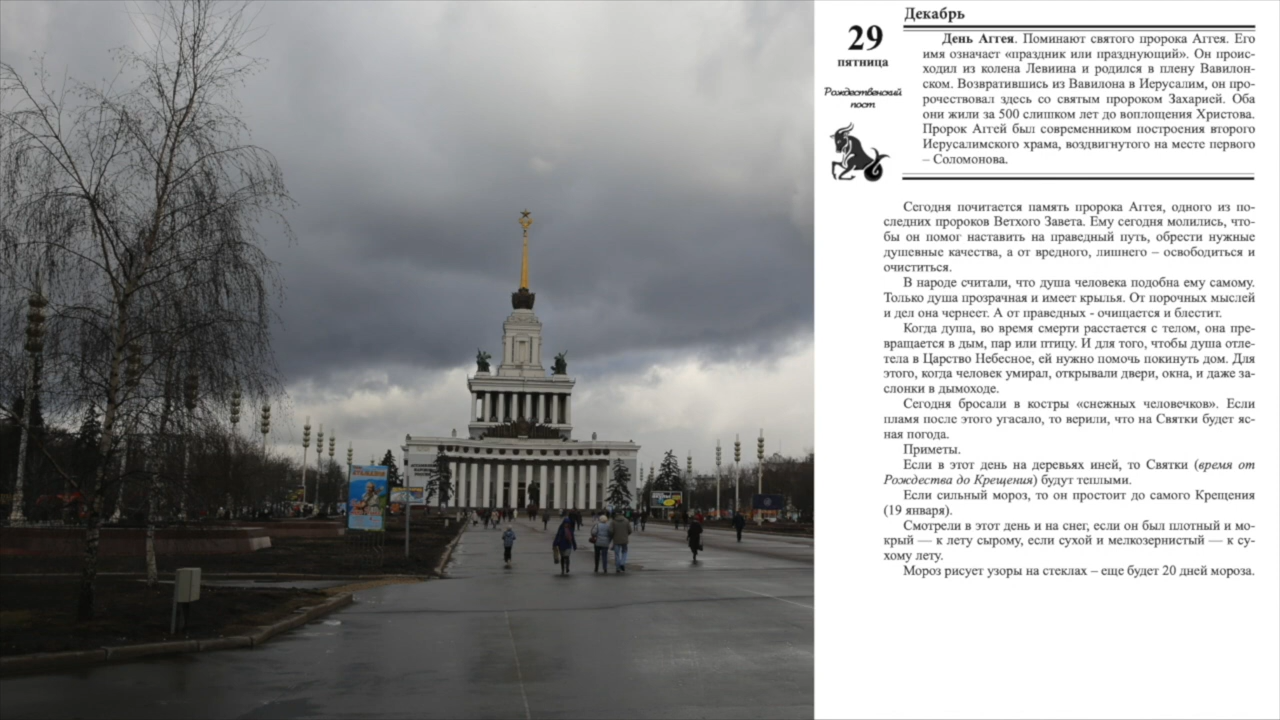 Декабрь
29
пятница
Рождественский
пост
День Аггея. Поминают святого пророка Аггея. Его
имя означает «праздник или празднующий». Он проис-
ходил из колена Левиина и родился в плену Вавилон-
ском. Возвратившись из Вавилона в Иерусалим, он про-
рочествовал здесь со святым пророком Захарией. Оба
они жили за 500 слишком лет до воплощения Христова.
Пророк Аггей был современником построения второго
Иерусалимского храма, воздвигнутого на месте первого
– Соломонова.
Сегодня почитается память пророка Аггея, одного из по-
следних пророков Ветхого Завета. Ему сегодня молились, что-
бы он помог наставить на праведный путь, обрести нужные
душевные качества, а от вредного, лишнего – освободиться и
очиститься.
В народе считали, что душа человека подобна ему самому.
Только душа прозрачная и имеет крылья. От порочных мыслей
и дел она чернеет. А от праведных - очищается и блестит.
Когда душа, во время смерти расстается с телом, она пре-
вращается в дым, пар или птицу. И для того, чтобы душа отле-
тела в Царство Небесное, ей нужно помочь покинуть дом. Для
этого, когда человек умирал, открывали двери, окна, и даже за-
слонки в дымоходе.
Сегодня бросали в костры «снежных человечков». Если
пламя после этого угасало, то верили, что на Святки будет яс-
ная погода.
Приметы.
Если в этот день на деревьях иней, то Святки (время от
Рождества до Крещения) будут теплыми.
Если сильный мороз, то он простоит до самого Крещения
(19 января).
Смотрели в этот день и на снег, если он был плотный и мо-
крый — к лету сырому, если сухой и мелкозернистый — к су-
хому лету.
Мороз рисует узоры на стеклах – еще будет 20 дней мороза.